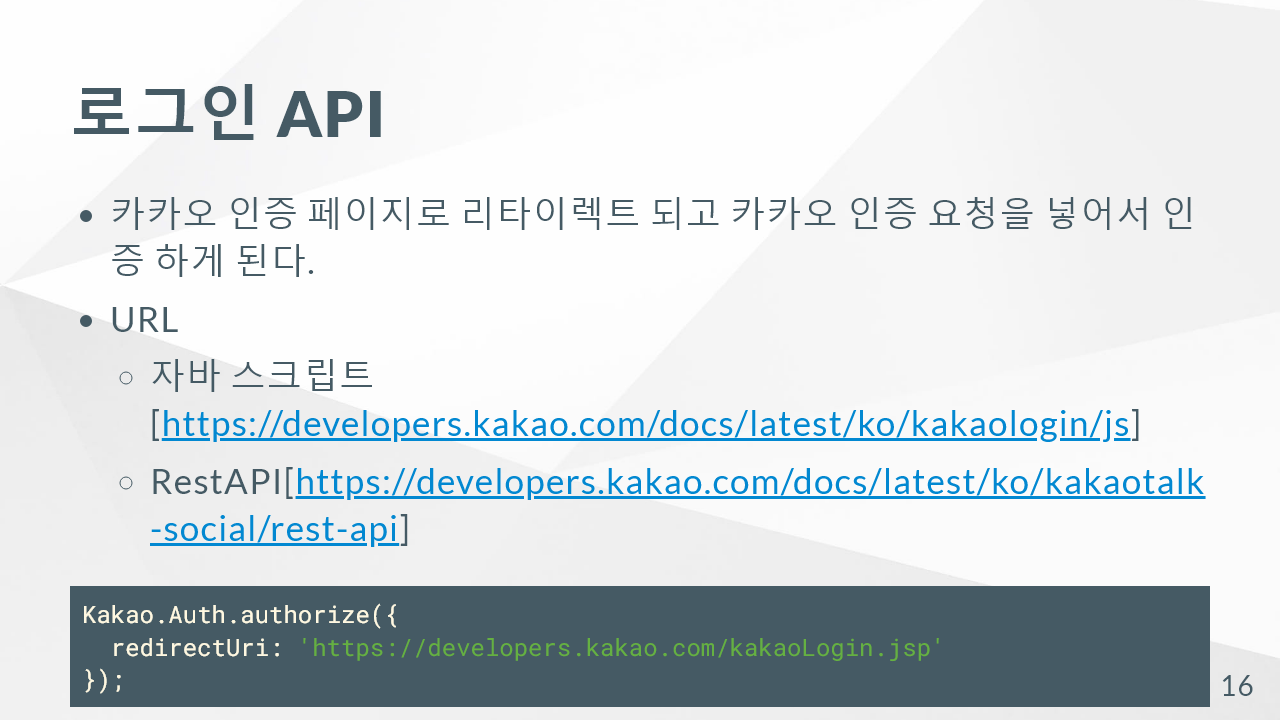 로그인 API
카카오 인증 페이지로 리타이렉트 되고 카카오 인증 요청을 넣어서 인
증 하게 된다.
URL
자바 스크립트
[https://developers.kakao.com/docs/latest/ko/kakaologin/js]
RestAPI[https://developers.kakao.com/docs/latest/ko/kakaotalk
-social/rest-api]
Kakao.Auth.authorize({
  redirectUri: 'https://developers.kakao.com/kakaoLogin.jsp'
});
16